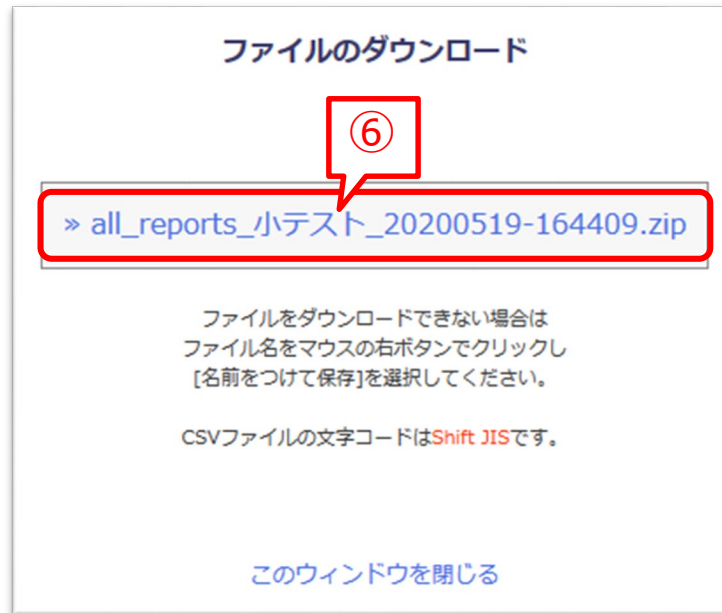 ファイルのダウンロード
⑥
» all_reports_小テスト_20200519-164409.zip
ファイルをダウンロードできない場合は
ファイル名をマウスの右ボタンでクリックし
[名前をつけて保存]を選択してください。
CSVファイルの文字コードはShift JISです。
このウィンドウを閉じる